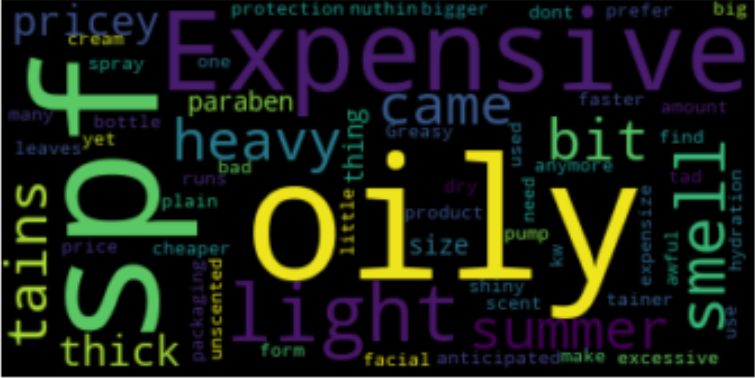 pricey
cream
spray
one
protection
nuthin
bigger
dont
prefer
big
Expensive
spf
many
bottle
yet
leaves
paraben
came
faster
amount
heavy
thing
Greasy
used
bit
find
anymore
bad
runs
plain
oily
dry
tad
need
smell
tains
price
cheaper
little
product
size
pump
kw
expensize
awful
hydration
packaging
unscented
light
shiny
scent
tainer
summer
use
thick
form
facial
anticipated
make
excessive